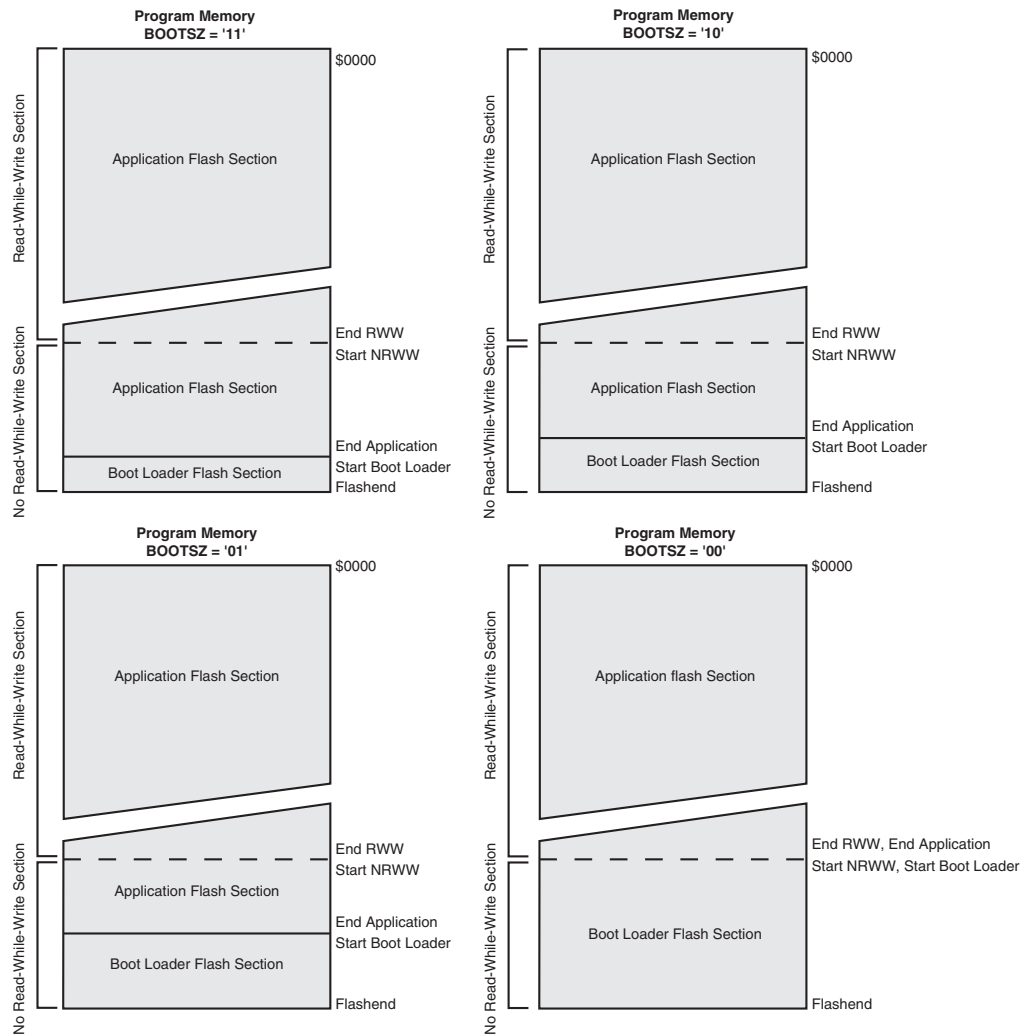 Program Memory
BOOTSZ = '11'
$0000
Read-While-Write Section
Application Flash Section
End RWW
Start NRWW
No Read-While-Write Section
Application Flash Section
End Application
Start Boot Loader
Boot Loader Flash Section
Flashend
Program Memory
BOOTSZ = '10'
$0000
Read-While-Write Section
Application Flash Section
End RWW
Start NRWW
No Read-While-Write Section
Application Flash Section
End Application
Start Boot Loader
Boot Loader Flash Section
Flashend
Program Memory
BOOTSZ = '01'
$0000
Read-While-Write Section
Application Flash Section
End RWW
Start NRWW
No Read-While-Write Section
Application Flash Section
End Application
Start Boot Loader
Boot Loader Flash Section
Flashend
Program Memory
BOOTSZ = '00'
$0000
Read-While-Write Section
Application flash Section
End RWW, End Application
Start NRWW, Start Boot Loader
No Read-While-Write Section
Boot Loader Flash Section
Flashend